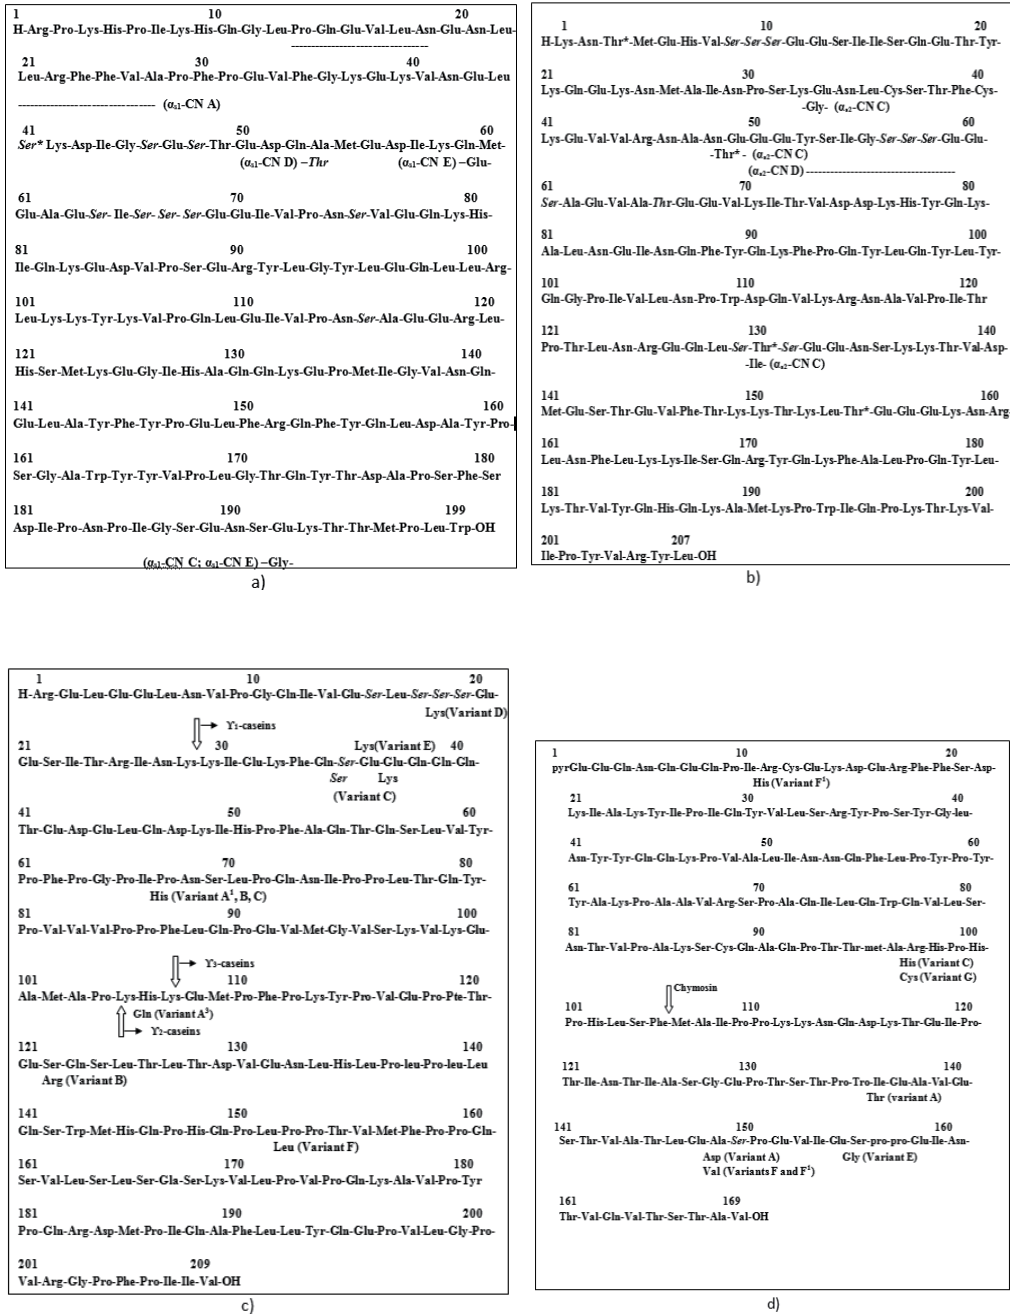 1 10 20
H-Arg-Pro-Lys-His-Pro-Ile-Lys-His-Gln-Gly-Leu-Pro-Gln-Glu-Val-Leu-Asn-Glu-Asn-Leu-
21 30 40
Leu-Arg-Phe-Phe-Val-Ala-Pro-Phe-Pro-Glu-Val-Phe-Gly-Lys-Glu-Lys-Val-Asn-Glu-Leu
(αs1-CN A)
41 50 60
Ser* Lys-Asp-Ile-Gly-Ser-Glu-Ser-Thr-Glu-Asp-Gln-Ala-Met-Glu-Asp-Ile-Lys-Gln-Met-
(αs1-CN D) –Thr (αs1-CN E) –Glu-
61 70 80
Glu-Ala-Glu-Ser- Ile-Ser- Ser- Ser-Glu-Glu-Ile-Val-Pro-Asn-Ser-Val-Glu-Gln-Lys-His-
81 90 100
Ile-Gln-Lys-Glu-Asp-Val-Pro-Ser-Glu-Arg-Tyr-Leu-Gly-Tyr-Leu-Glu-Gln-Leu-Leu-Arg-
101 110 120
Leu-Lys-Lys-Tyr-Lys-Val-Pro-Gln-Leu-Glu-Ile-Val-Pro-Asn-Ser-Ala-Glu-Glu-Arg-Leu-
121 130 140
His-Ser-Met-Lys-Glu-Gly-Ile-His-Ala-Gln-Gln-Lys-Glu-Pro-Met-Ile-Gly-Val-Asn-Gln-
141 150 160
Glu-Leu-Ala-Tyr-Phe-Tyr-Pro-Glu-Leu-Phe-Arg-Gln-Phe-Tyr-Gln-Leu-Asp-Ala-Tyr-Pro-
161 170 180
Ser-Gly-Ala-Trp-Tyr-Tyr-Val-Pro-Leu-Gly-Thr-Gln-Tyr-Thr-Asp-Ala-Pro-Ser-Phe-Ser
181 190 199
Asp-Ile-Pro-Asn-Pro-Ile-Gly-Ser-Glu-Asn-Ser-Glu-Lys-Thr-Thr-Met-Pro-Leu-Trp-OH
(αs1-CN C; αs1-CN E) –Gly-
a)
1 10 20
H-Lys-Asn-Thr*-Met-Glu-His-Val-Ser-Ser-Ser-Glu-Glu-Ser-Ile-Ile-Ser-Gln-Glu-Thr-Tyr-
21 30 40
Lys-Gln-Glu-Lys-Asn-Met-Ala-Ile-Asn-Pro-Ser-Lys-Glu-Asn-Leu-Cys-Ser-Thr-Phe-Cys-
-Gly- (αs2-CN C)
41 50 60
Lys-Glu-Val-Val-Arg-Asn-Ala-Asn-Glu-Glu-Glu-Tyr-Ser-Ile-Gly-Ser-Ser-Ser-Glu-Glu-
-Thr* - (αs2-CN C)
(αs2-CN D)
61 70 80
Ser-Ala-Glu-Val-Ala-Thr-Glu-Glu-Val-Lys-Ile-Thr-Val-Asp-Asp-Lys-His-Tyr-Gln-Lys-
81 90 100
Ala-Leu-Asn-Glu-Ile-Asn-Gln-Phe-Tyr-Gln-Lys-Phe-Pro-Gln-Tyr-Leu-Gln-Tyr-Leu-Tyr-
101 110 120
Gln-Gly-Pro-Ile-Val-Leu-Asn-Pro-Trp-Asp-Gln-Val-Lys-Arg-Asn-Ala-Val-Pro-Ile-Thr
121 130 140
Pro-Thr-Leu-Asn-Arg-Glu-Gln-Leu-Ser-Thr*-Ser-Glu-Glu-Asn-Ser-Lys-Lys-Thr-Val-Asp-
-Ile- (αs2-CN C)
141 150 160
Met-Glu-Ser-Thr-Glu-Val-Phe-Thr-Lys-Lys-Thr-Lys-Leu-Thr*-Glu-Glu-Glu-Lys-Asn-Arg-
161 170 180
Leu-Asn-Phe-Leu-Lys-Lys-Ile-Ser-Gln-Arg-Tyr-Gln-Lys-Phe-Ala-Leu-Pro-Gln-Tyr-Leu-
181 190 200
Lys-Thr-Val-Tyr-Gln-His-Gln-Lys-Ala-Met-Lys-Pro-Trp-Ile-Gln-Pro-Lys-Thr-Lys-Val-
201 207
Ile-Pro-Tyr-Val-Arg-Tyr-Leu-OH
b)
1 10 20
H-Arg-Glu-Leu-Glu-Glu-Leu-Asn-Val-Pro-Gly-Gln-Ile-Val-Glu-Ser-Leu-Ser-Ser-Ser-Glu-
Lys(Variant D)
ϒ1-caseins
21 30 Lys(Variant E) 40
Glu-Ser-Ile-Thr-Arg-Ile-Asn-Lys-Lys-Ile-Glu-Lys-Phe-Gln-Ser-Glu-Glu-Gln-Gln-Gln-
Ser Lys
(Variant C)
41 50 60
Thr-Glu-Asp-Glu-Leu-Gln-Asp-Lys-Ile-His-Pro-Phe-Ala-Gln-Thr-Gln-Ser-Leu-Val-Tyr-
61 70 80
Pro-Phe-Pro-Gly-Pro-Ile-Pro-Asn-Ser-Leu-Pro-Gln-Asn-Ile-Pro-Pro-Leu-Thr-Gln-Tyr-
His (Variant A1, B, C)
81 90 100
Pro-Val-Val-Val-Pro-Pro-Phe-Leu-Gln-Pro-Glu-Val-Met-Gly-Val-Ser-Lys-Val-Lys-Glu-
ϒ3-caseins
101 110 120
Ala-Met-Ala-Pro-Lys-His-Lys-Glu-Met-Pro-Phe-Pro-Lys-Tyr-Pro-Val-Glu-Pro-Pte-Thr-
Gln (Variant A3)
ϒ2-caseins
121 130 140
Glu-Ser-Gln-Ser-Leu-Thr-Leu-Thr-Asp-Val-Glu-Asn-Leu-His-Leu-Pro-leu-Pro-leu-Leu-
Arg (Variant B)
141 150 160
Gln-Ser-Trp-Met-His-Gln-Pro-His-Gln-Pro-Leu-Pro-Pro-Thr-Val-Met-Phe-Pro-Pro-Gln-
Leu (Variant F)
161 170 180
Ser-Val-Leu-Ser-Leu-Ser-Gla-Ser-Lys-Val-Leu-Pro-Val-Pro-Gln-Lys-Ala-Val-Pro-Tyr
181 190 200
Pro-Gln-Arg-Asp-Met-Pro-Ile-Gln-Ala-Phe-Leu-Leu-Tyr-Gln-Glu-Pro-Val-Leu-Gly-Pro-
201 209
Val-Arg-Gly-Pro-Phe-Pro-Ile-Ile-Val-OH
c)
1 10 20
pyrGlu-Glu-Gln-Asn-Gln-Glu-Gln-Pro-Ile-Arg-Cys-Glu-Lys-Asp-Glu-Arg-Phe-Phe-Ser-Asp-
His (Variant F1)
21 30 40
Lys-Ile-Ala-Lys-Tyr-Ile-Pro-Ile-Gln-Tyr-Val-Leu-Ser-Arg-Tyr-Pro-Ser-Tyr-Gly-leu-
41 50 60
Asn-Tyr-Tyr-Gln-Gln-Lys-Pro-Val-Ala-Leu-Ile-Asn-Asn-Gln-Phe-Leu-Pro-Tyr-Pro-Tyr-
61 70 80
Tyr-Ala-Lys-Pro-Ala-Ala-Val-Arg-Ser-Pro-Ala-Gln-Ile-Leu-Gln-Trp-Gln-Val-Leu-Ser-
81 90 100
Asn-Thr-Val-Pro-Ala-Lys-Ser-Cys-Gln-Ala-Gln-Pro-Thr-Thr-met-Ala-Arg-His-Pro-His-
His (Variant C)
Cys (Variant G)
Chymosin
101 110 120
Pro-His-Leu-Ser-Phe-Met-Ala-Ile-Pro-Pro-Lys-Lys-Asn-Gln-Asp-Lys-Thr-Glu-Ile-Pro-
121 130 140
Thr-Ile-Asn-Thr-Ile-Ala-Ser-Gly-Glu-Pro-Thr-Ser-Thr-Pro-Tro-Ile-Glu-Ala-Val-Glu-
Thr (variant A)
141 150 160
Ser-Thr-Val-Ala-Thr-Leu-Glu-Ala-Ser-Pro-Glu-Val-Ile-Glu-Ser-pro-pro-Glu-Ile-Asn-
Asp (Variant A) Gly (Variant E)
Val (Variants F and F1)
161 169
Thr-Val-Gln-Val-Thr-Ser-Thr-Ala-Val-OH
d)